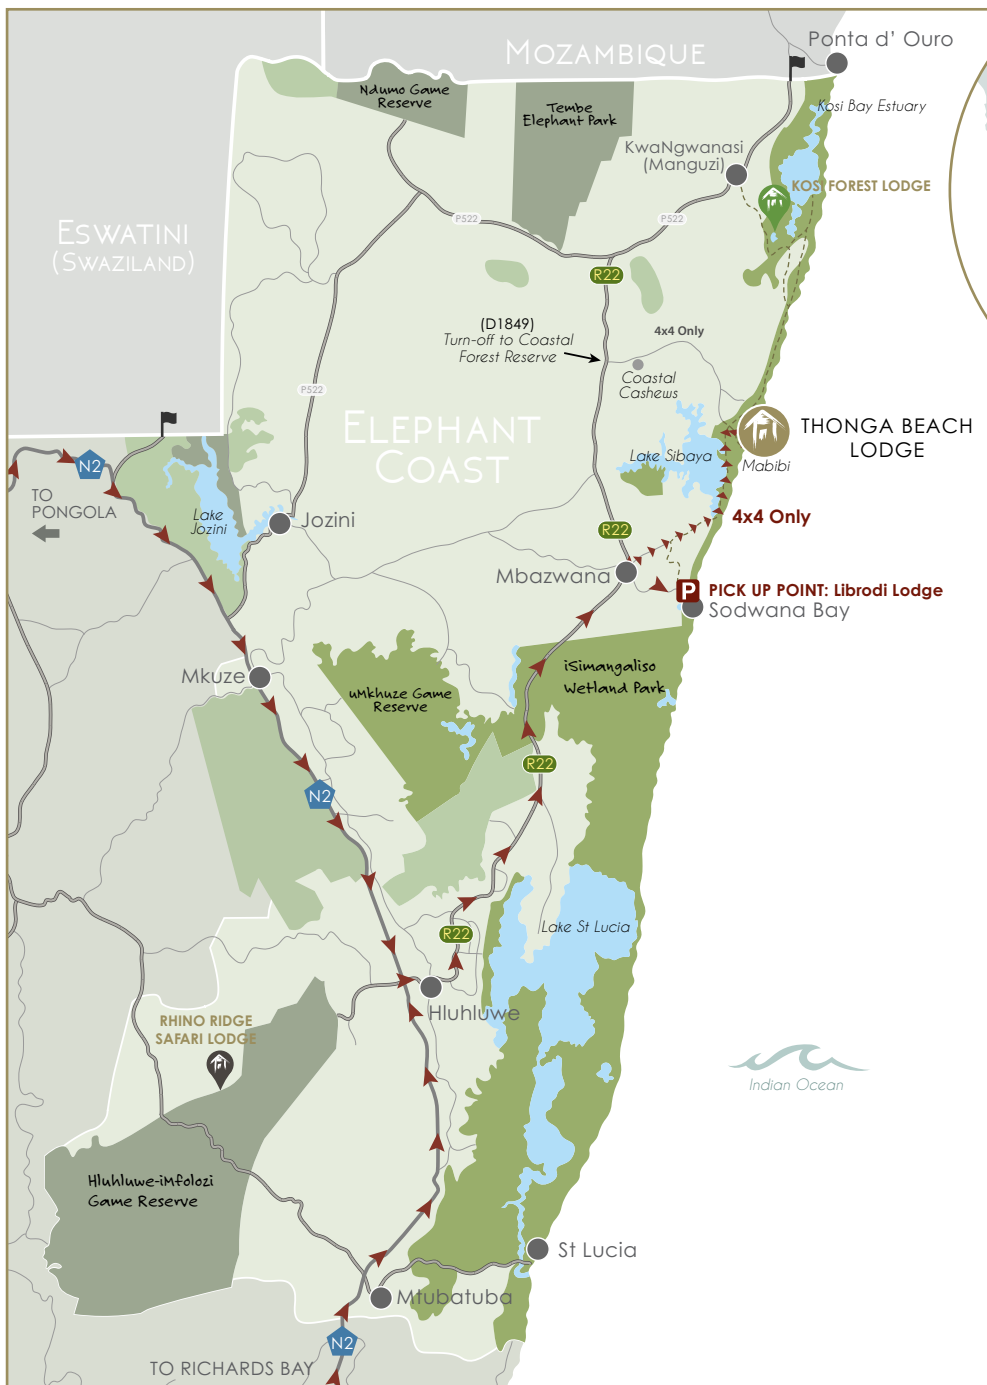 Ponta d' Ouro
MOZAMBIQUE
Ndumo Game
Reserve
Tembe
Elephant Park
Kosi Bay Estuary
KwaNgwanasi
(Manguzi)
KOSI FOREST LODGE
P522
P522
ESWATINI
(SWAZILAND)
R22
(D1849)
Turn-off to Coastal
Forest Reserve
4x4 Only
Coastal
Cashews
P522
ELEPHANT
COAST
THONGA BEACH
LODGE
Mabibi
Lake Sibaya
N2
TO
PONGOLA
Lake
Jozini
Jozini
R22
4x4 Only
Mbazwana
P
PICK UP POINT: Librodi Lodge
Sodwana Bay
Mkuze
uMkhuze Game
Reserve
iSimangaliso
Wetland Park
R22
N2
Lake St Lucia
R22
Hluhluwe
RHINO RIDGE
SAFARI LODGE
Indian Ocean
Hluhluwe-imfolozi
Game Reserve
St Lucia
Mtubatuba
N2
TO RICHARDS BAY